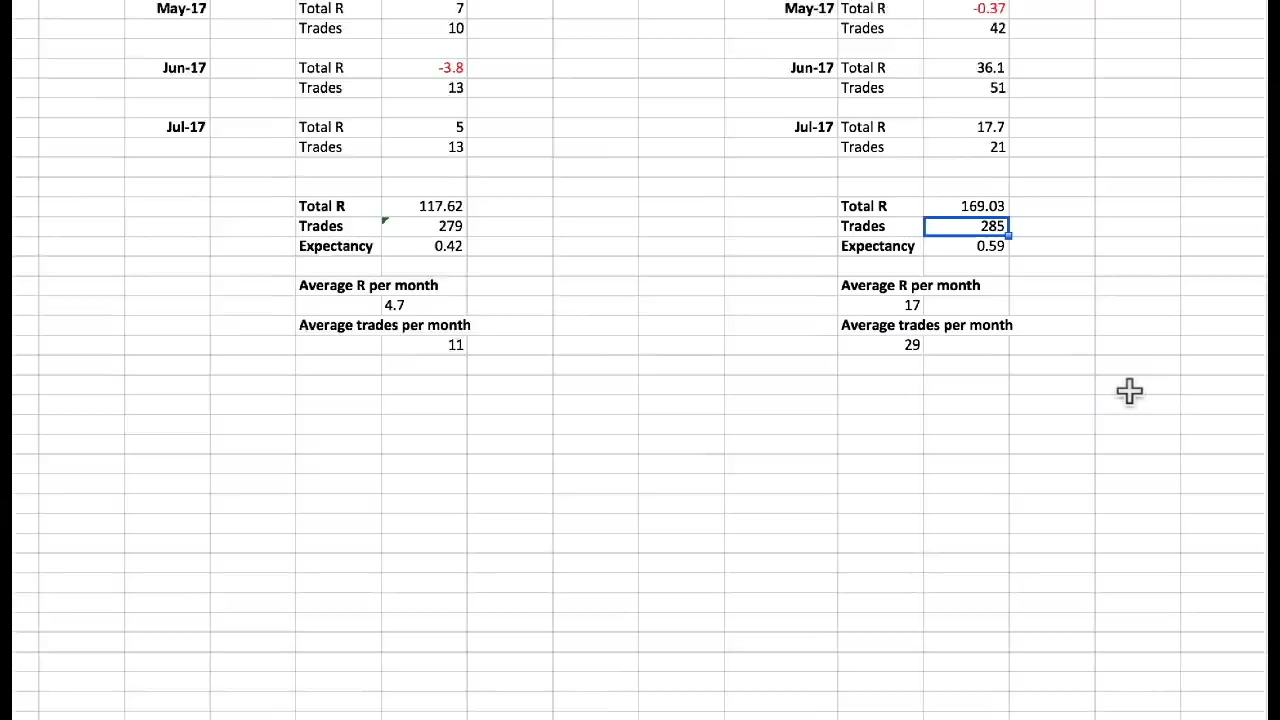 May-17 Total R 7 May-17 Total R -0.37
Trades 10 Trades 42
Jun-17 Total R -3.8 Jun-17 Total R 36.1
Trades 13 Trades 51
Jul-17 Total R 5 Jul-17 Total R 17.7
Trades 13 Trades 21
Total R 117.62 Total R 169.03
Trades 279 Trades 285
Expectancy 0.42 Expectancy 0.59
Average R per month Average R per month
4.7 17
Average trades per month Average trades per month
11 29